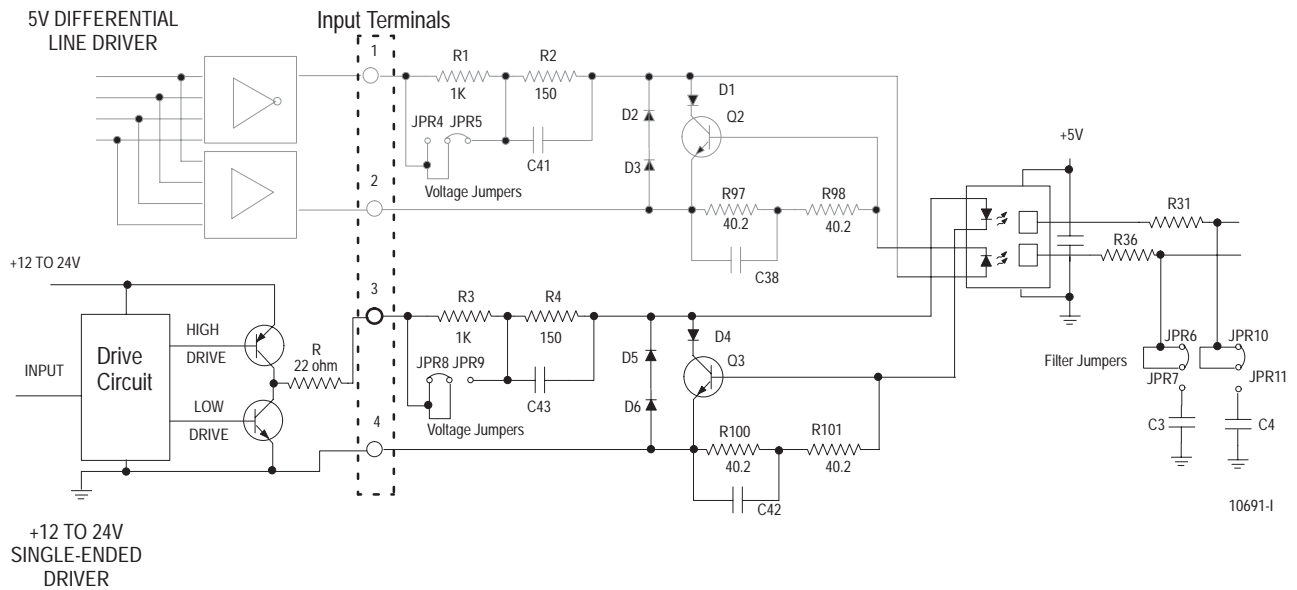 5V DIFFERENTIAL
LINE DRIVER
Input Terminals
1
R1
1K
R2
150
JPR4 JPR5
C41
Voltage Jumpers
D2
D3
D1
Q2
2
R97
40.2
R98
40.2
C38
+5V
R31
R36
+12 TO 24V
INPUT
Drive
Circuit
HIGH
DRIVE
LOW
DRIVE
R
22 ohm
3
R3
1K
R4
150
JPR8 JPR9
C43
Voltage Jumpers
D5
D6
D4
Q3
4
R100
40.2
R101
40.2
C42
Filter Jumpers
JPR6
JPR10
JPR7
JPR11
C3
C4
10691-I
+12 TO 24V
SINGLE-ENDED
DRIVER